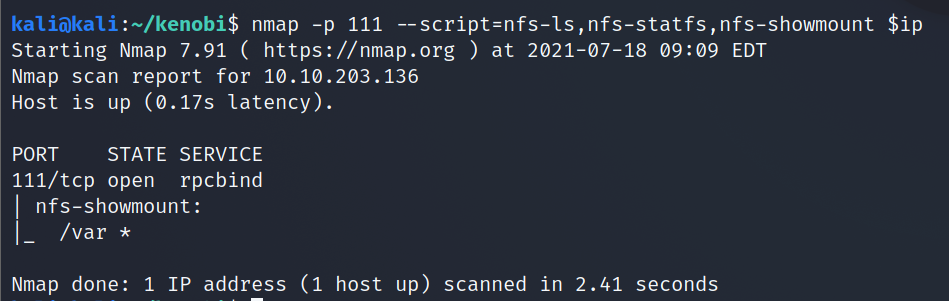 kali@kali:~/kenobi$ nmap -p 111 --script=nfs-ls,nfs-statfs,nfs-showmount $ip
Starting Nmap 7.91 ( https://nmap.org ) at 2021-07-18 09:09 EDT
Nmap scan report for 10.10.203.136
Host is up (0.17s latency).
PORT    STATE SERVICE
111/tcp open  rpcbind
| nfs-showmount:
|_  /var *
Nmap done: 1 IP address (1 host up) scanned in 2.41 seconds